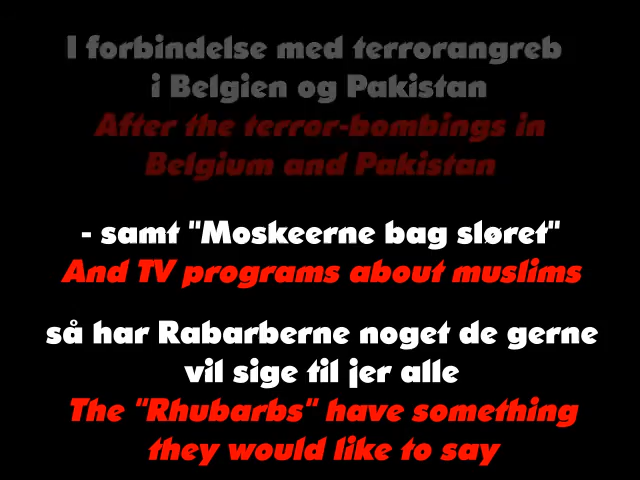 I forbindelse med terrorangreb
i Belgien og Pakistan
After the terror-bombings in
Belgium and Pakistan
- samt "Moskeerne bag sløret"
And TV programs about muslims
så har Rabarberne noget de gerne
vil sige til jer alle
The "Rhubarbs" have something
they would like to say